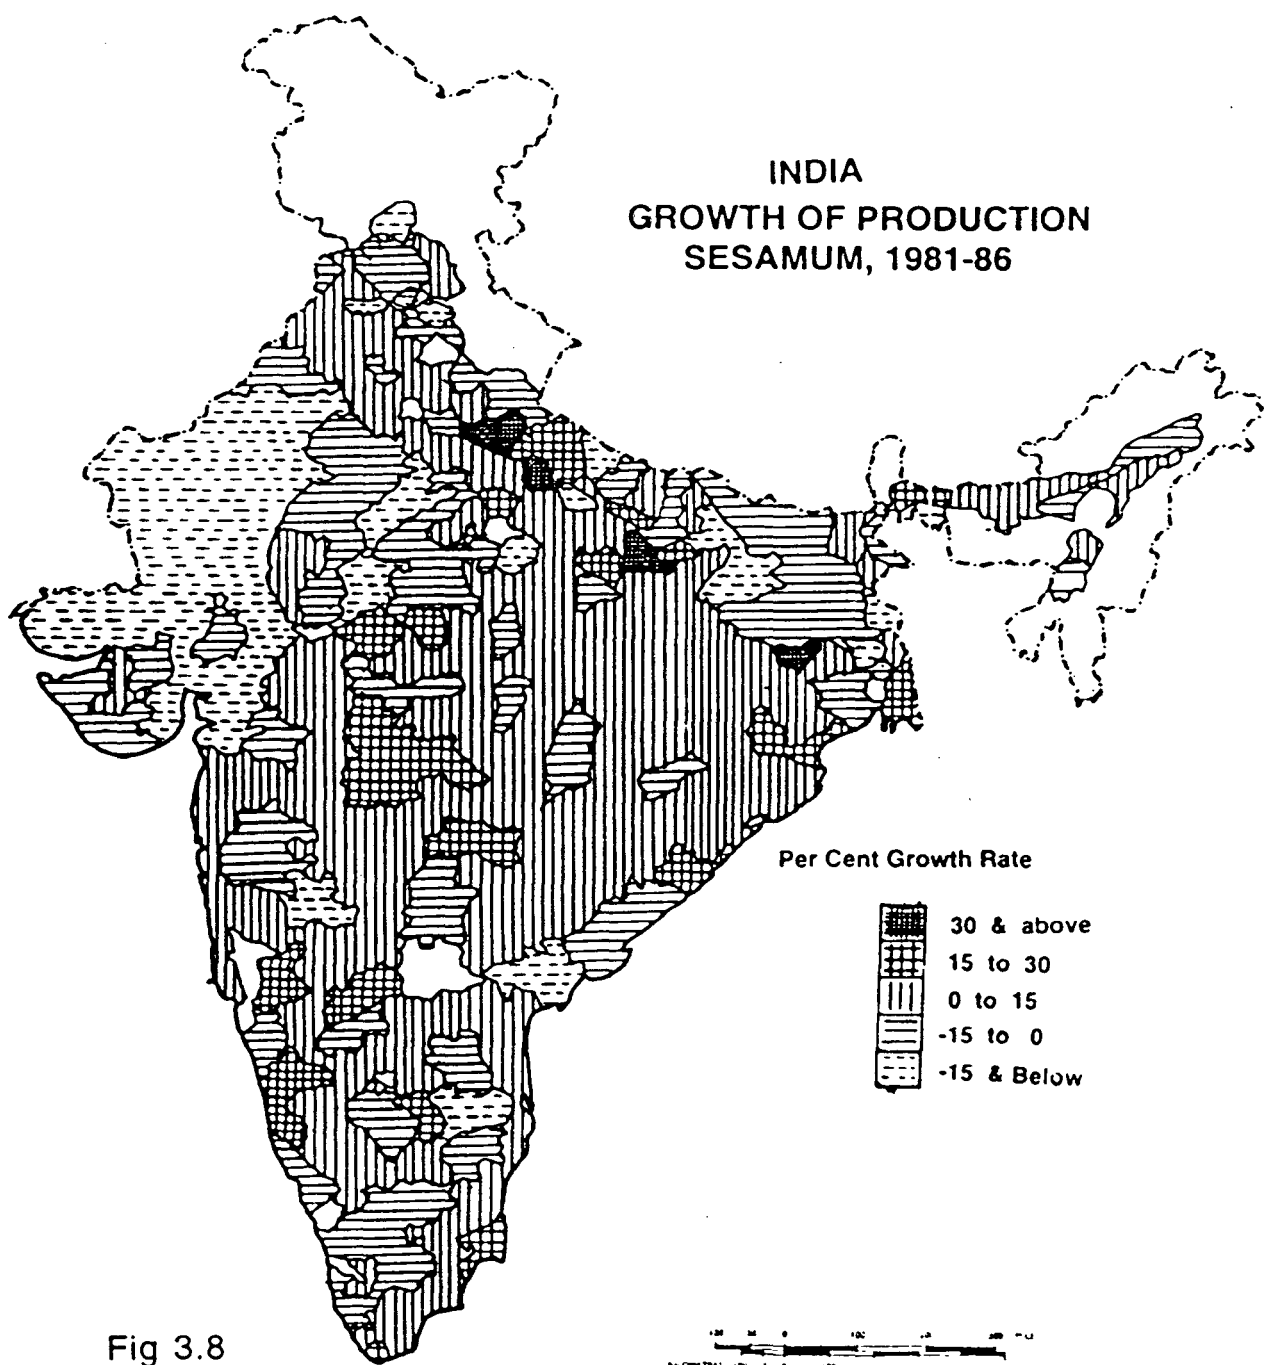 INDIA
GROWTH OF PRODUCTION
SESAMUM, 1981-86
Per Cent Growth Rate
30 & above
15 to 30
0 to 15
-15 to 0
-15 & Below
Fig 3.8